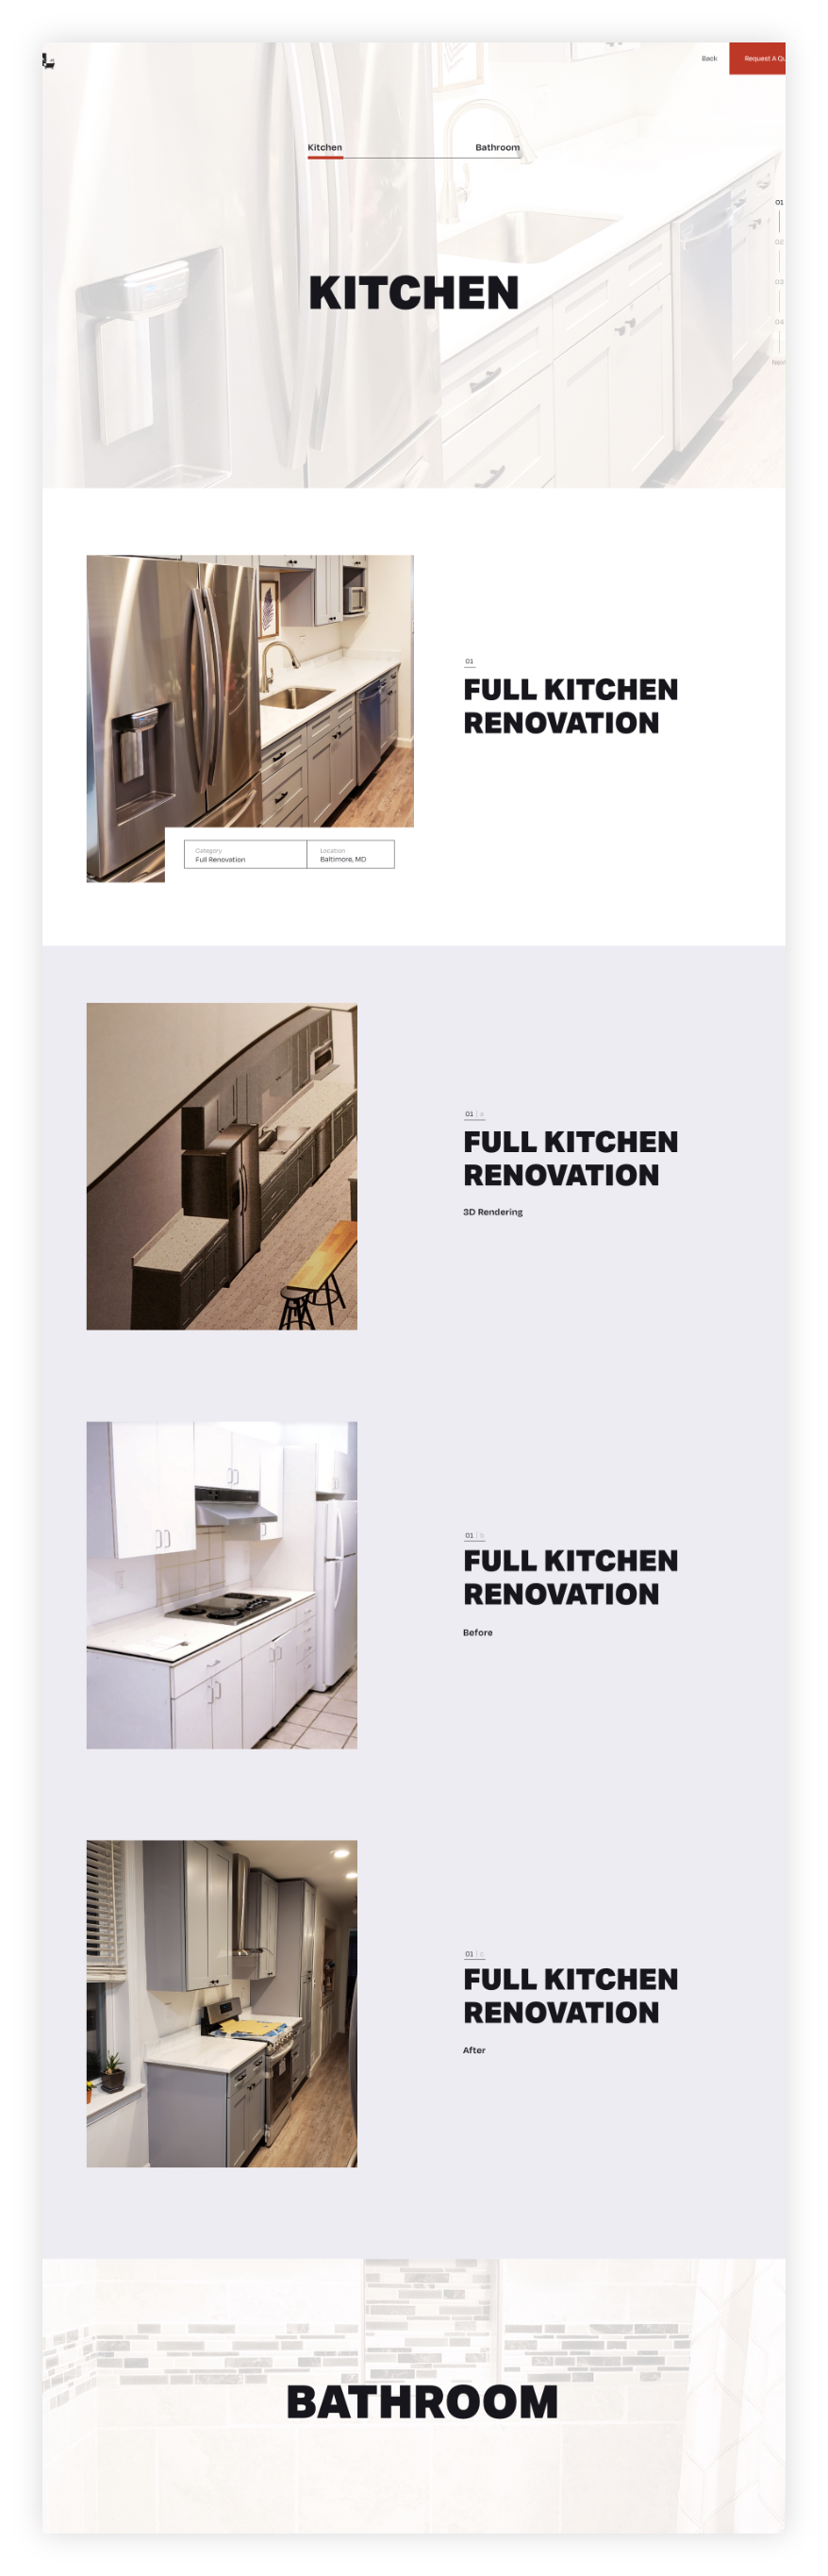 Back
Request A Qu
Kitchen
Bathroom
01
02
03
04
Next
KITCHEN
01
FULL KITCHEN
RENOVATION
Category
Full Renovation
Location
Baltimore, MD
01 | a
FULL KITCHEN
RENOVATION
3D Rendering
01 | b
FULL KITCHEN
RENOVATION
Before
01 | c
FULL KITCHEN
RENOVATION
After
BATHROOM